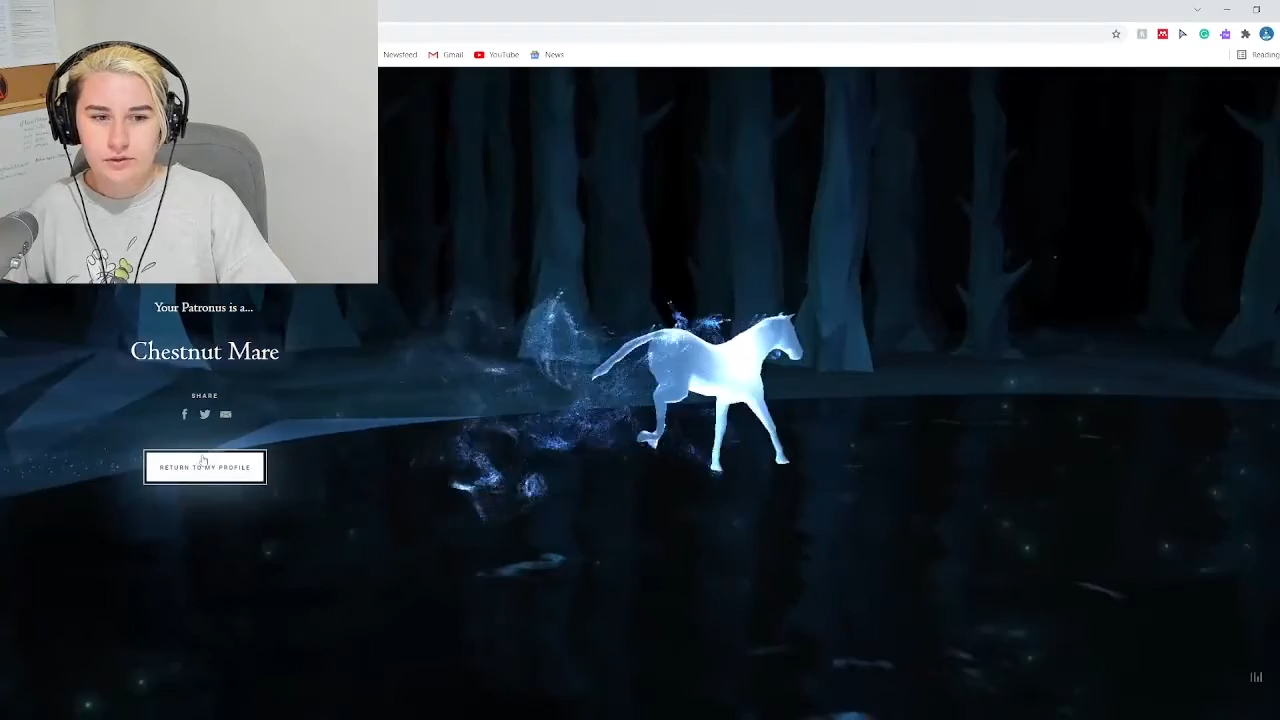 Newsfeed Gmail YouTube News Reading
Your Patronus is a...
Chestnut Mare
SHARE
RETURN TO MY PROFILE